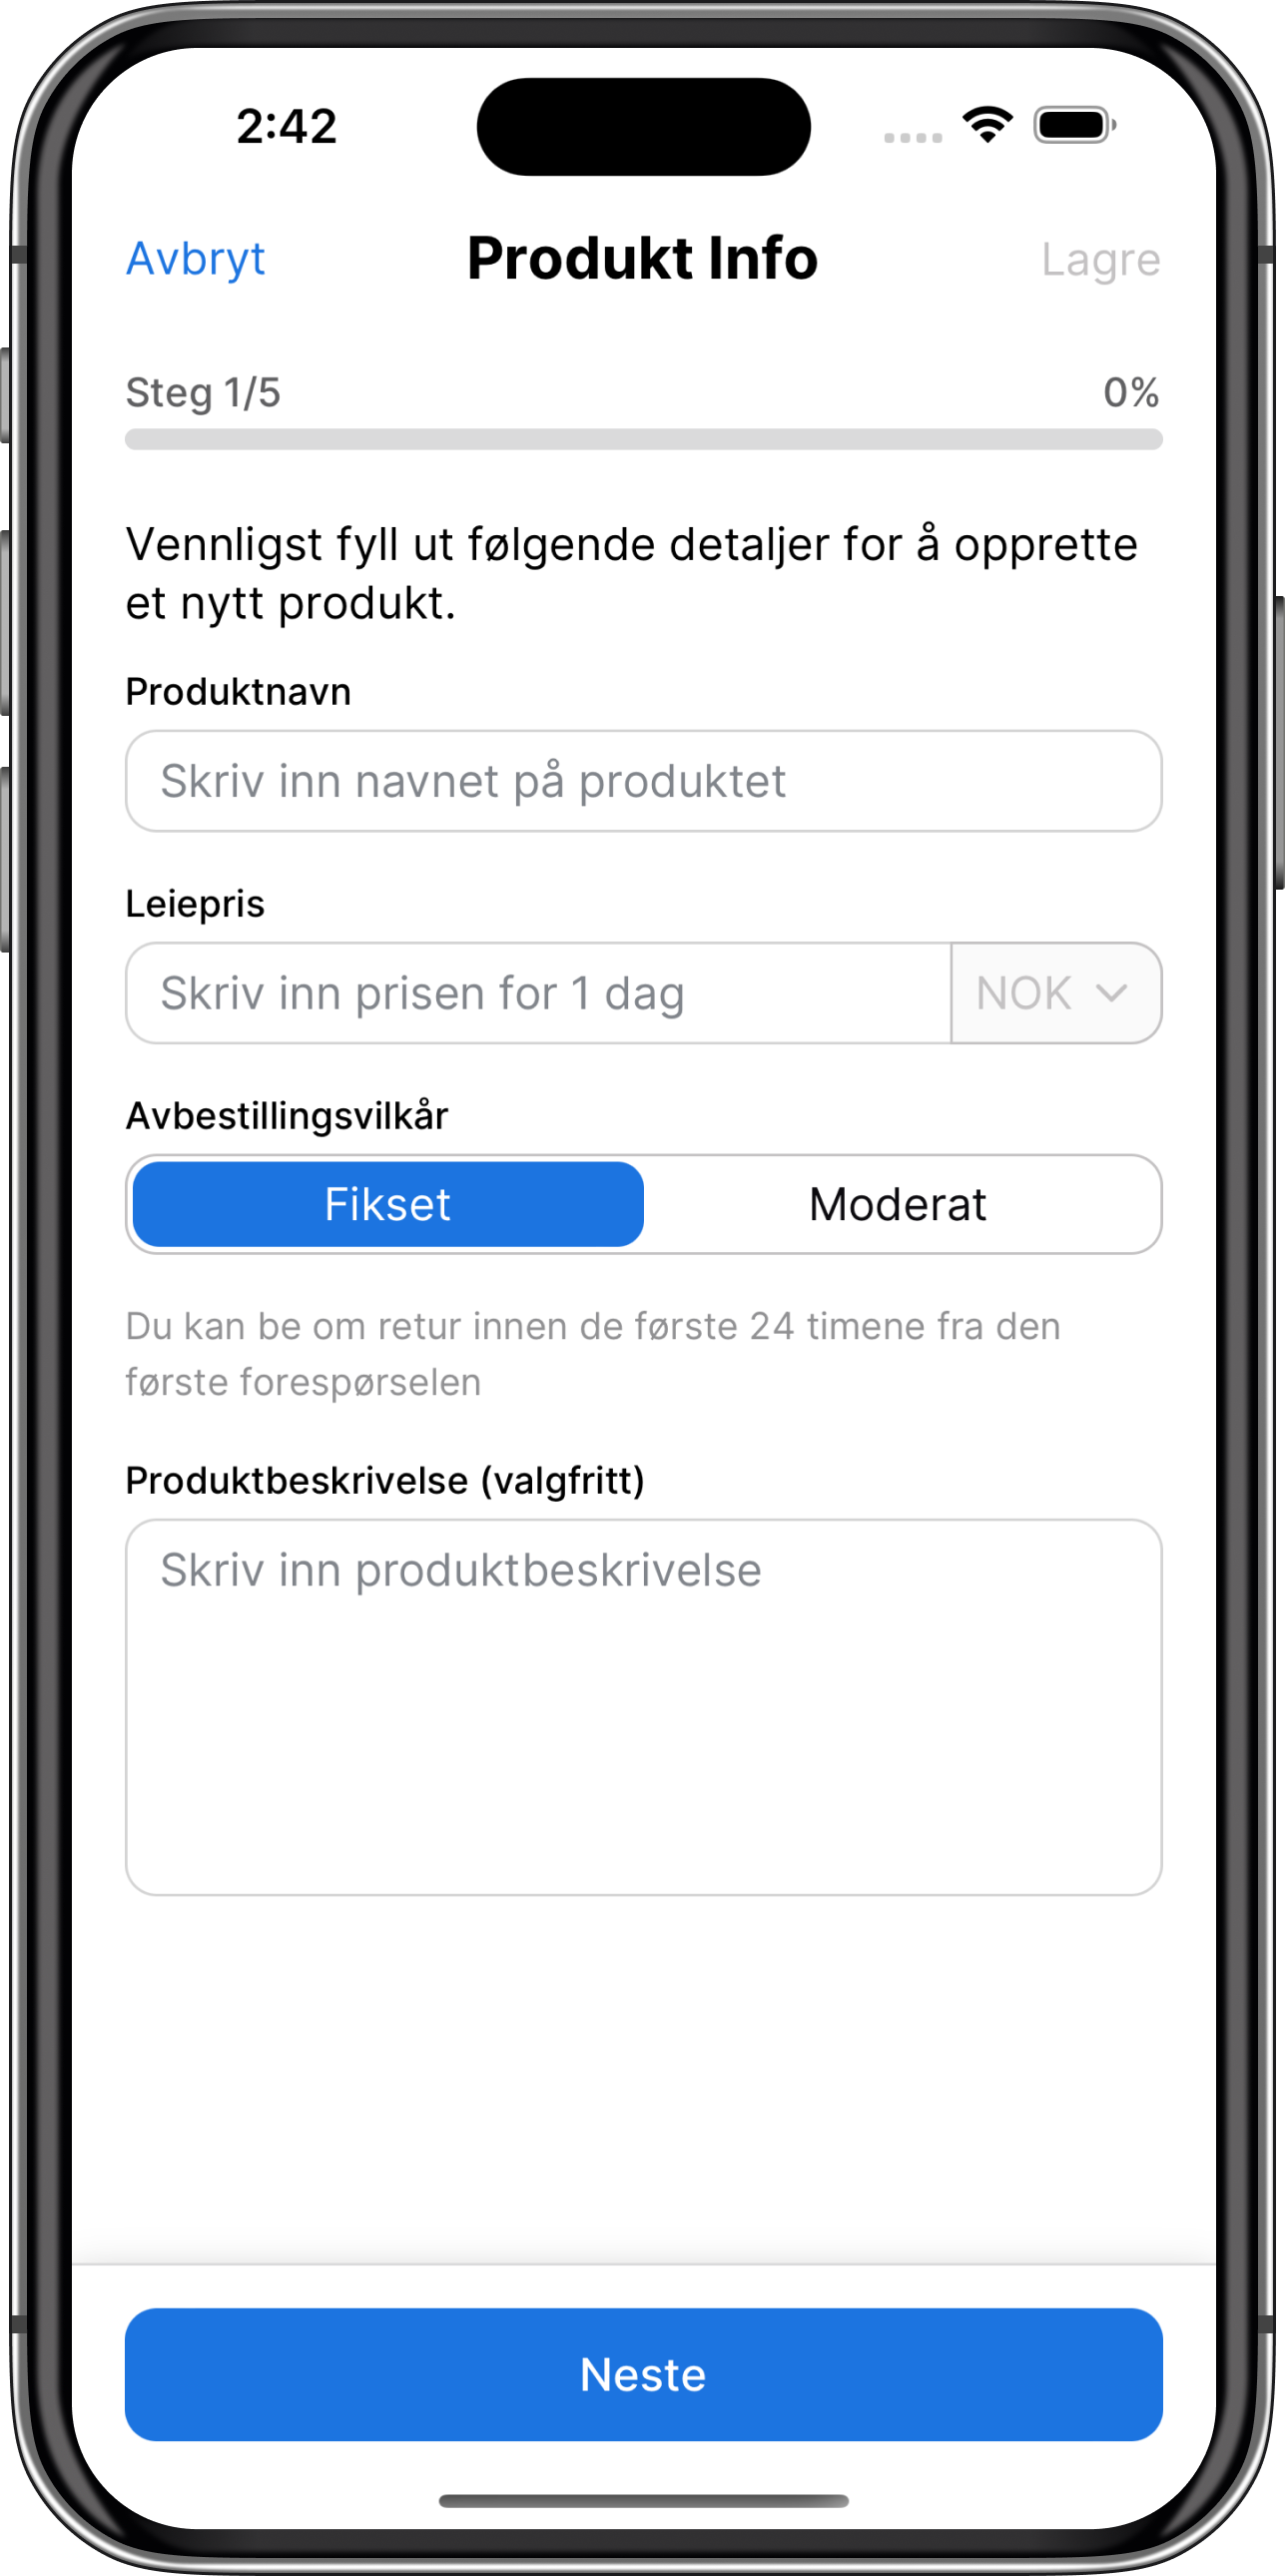 2:42
Avbryt
Produkt Info
Lagre
Steg 1/5
0%
Vennligst fyll ut følgende detaljer for å opprette
et nytt produkt.
Produktnavn
Skriv inn navnet på produktet
Leiepris
Skriv inn prisen for 1 dag
NOK
Avbestillingsvilkår
Fikset
Moderat
Du kan be om retur innen de første 24 timene fra den
første forespørselen
Produktbeskrivelse (valgfritt)
Skriv inn produktbeskrivelse
Neste